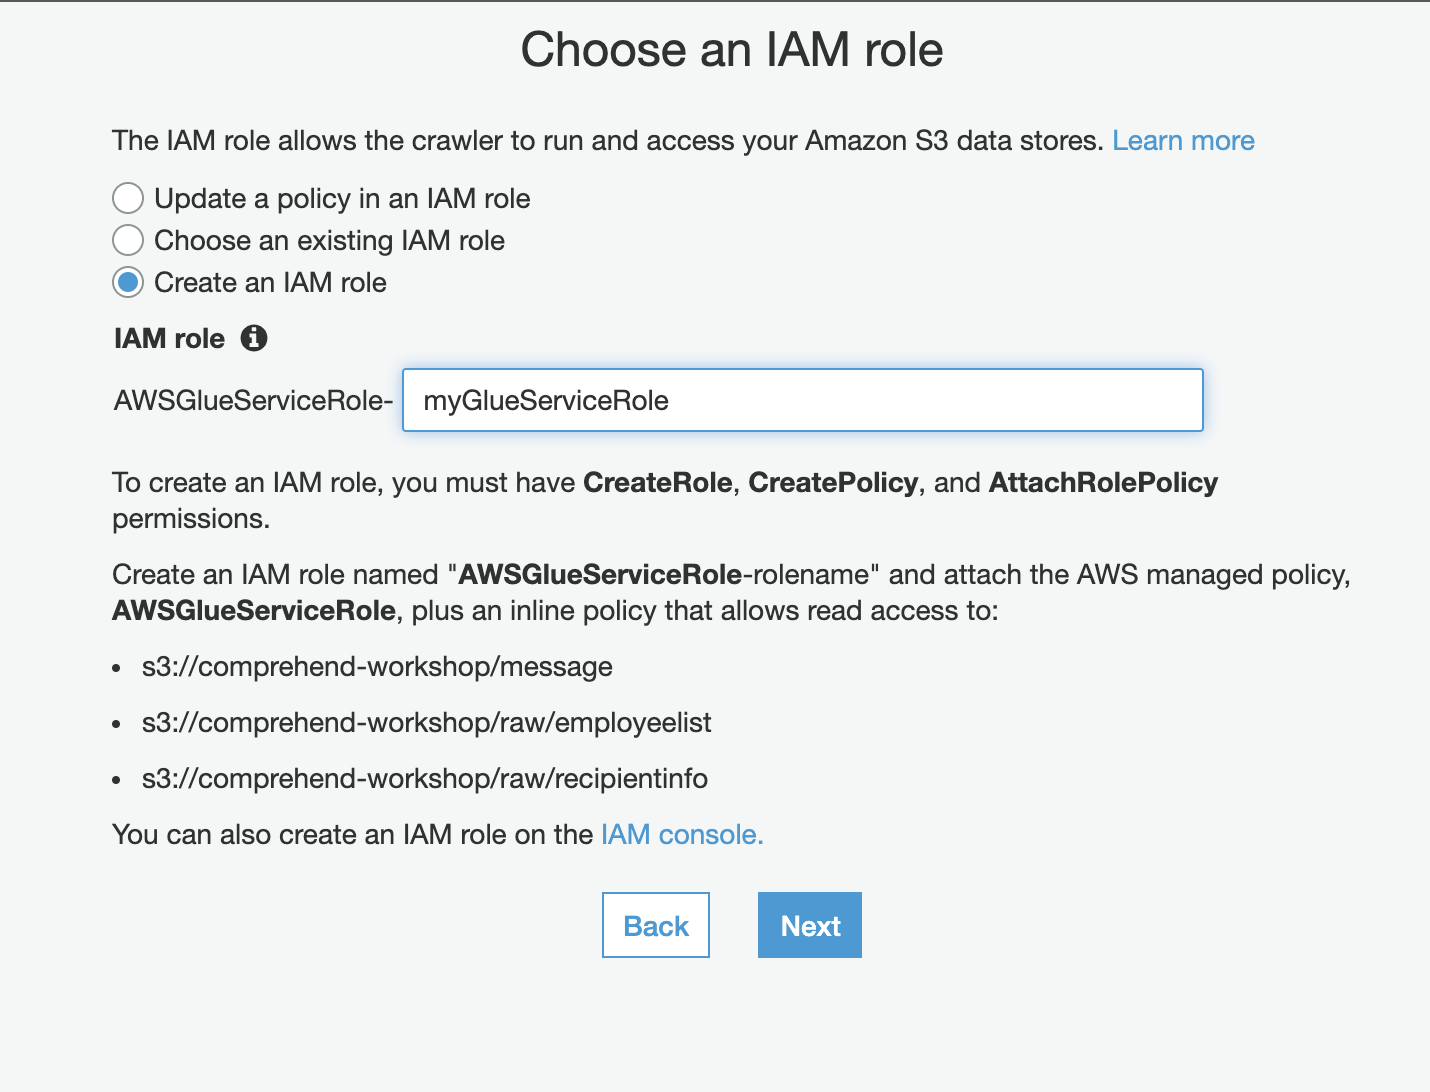 Choose an IAM role
The IAM role allows the crawler to run and access your Amazon S3 data stores. Learn more
Update a policy in an IAM role
Choose an existing IAM role
Create an IAM role
IAM role
AWSGlueServiceRole- myGlueServiceRole
To create an IAM role, you must have CreateRole, CreatePolicy, and AttachRolePolicy
permissions.
Create an IAM role named "AWSGlueServiceRole-rolename" and attach the AWS managed policy,
AWSGlueServiceRole, plus an inline policy that allows read access to:
• s3://comprehend-workshop/message
• s3://comprehend-workshop/raw/employeelist
• s3://comprehend-workshop/raw/recipientinfo
You can also create an IAM role on the IAM console.
Back Next